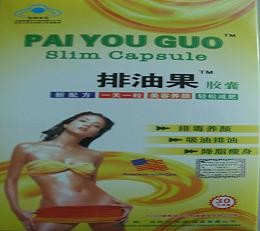 PAI YOU GUO™
Slim Capsule
排油果™胶囊
新配方 一天一粒 美容养颜 轻松减肥
排毒养颜
吸油排油
降脂瘦身
30